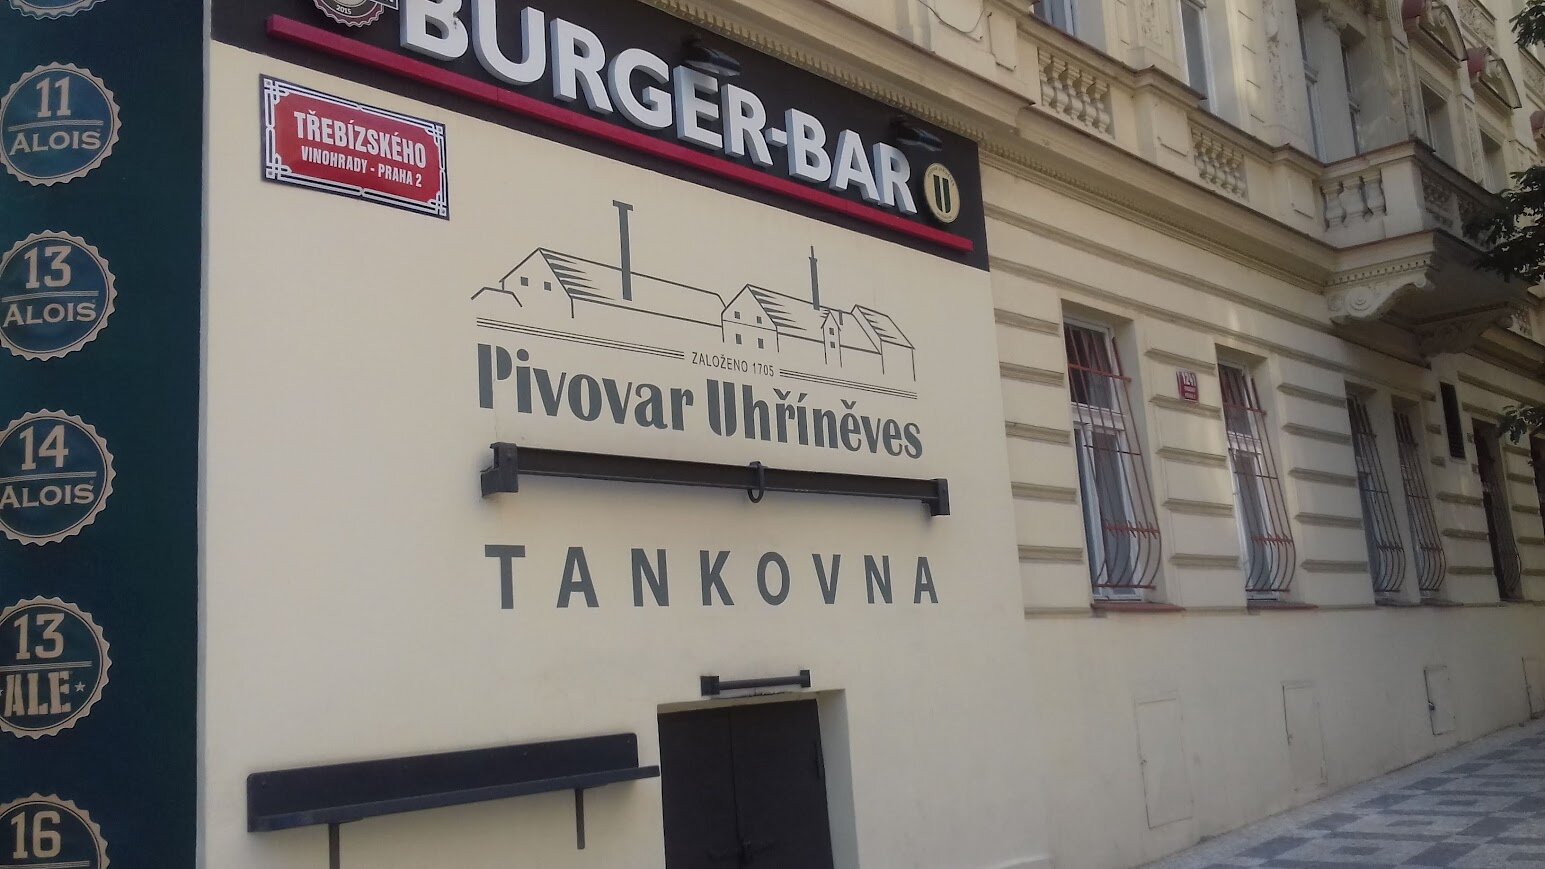 2015
BURGER-BAR
U
TŘEBÍZSKÉHO
VINOHRADY - PRAHA 2
11
ALOIS
13
ALOIS
14
ALOIS
13
ALE
16
ZALOŽENO 1705
Pivovar Uhříněves
TANKOVNA